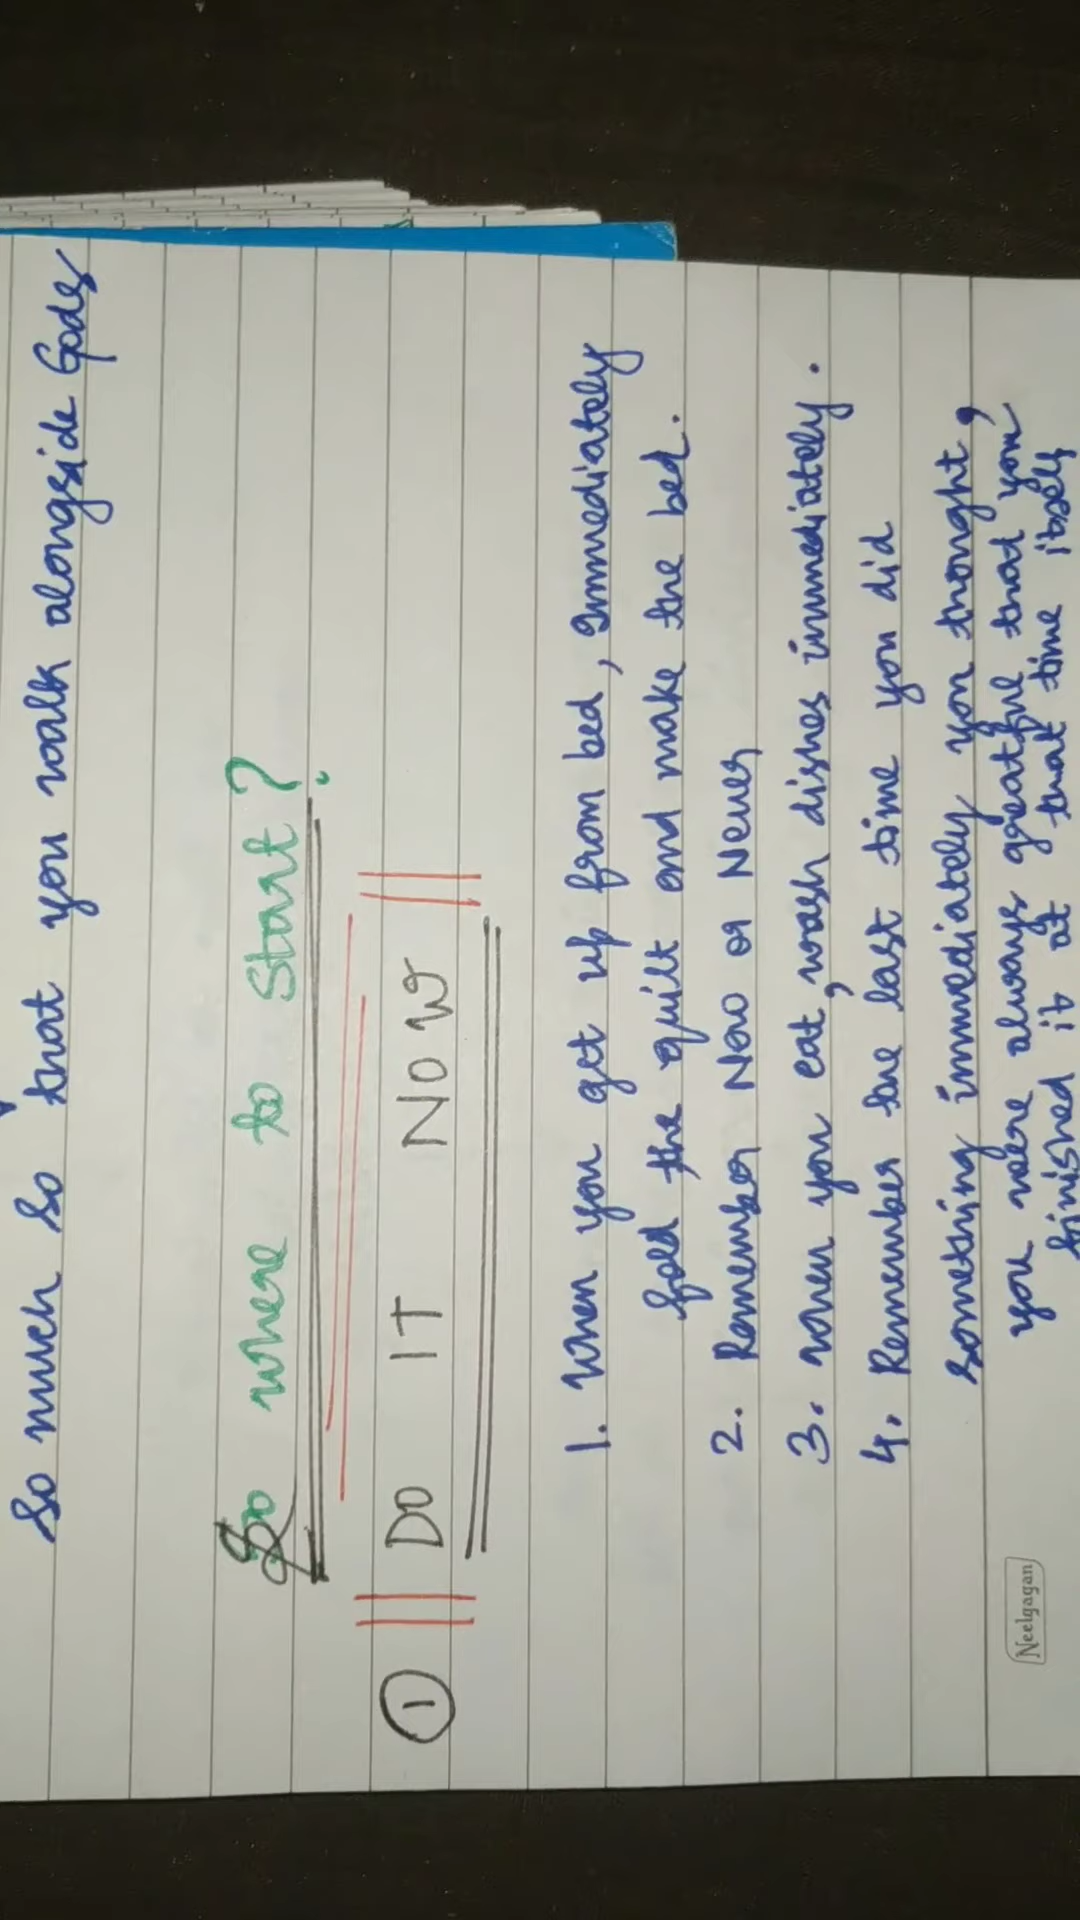 So much so that you walk alongside Gods
So where to Start?
1 DO IT NOW
1. When you get up from bed, Immediately
fold the quilt and make the bed.
2. Remember Now or Never
3. when you eat, wash dishes immediately.
4. Remember the last time you did
something immediately you thought,
you were always greatful that you
finished it at that time itself
Neelgagan